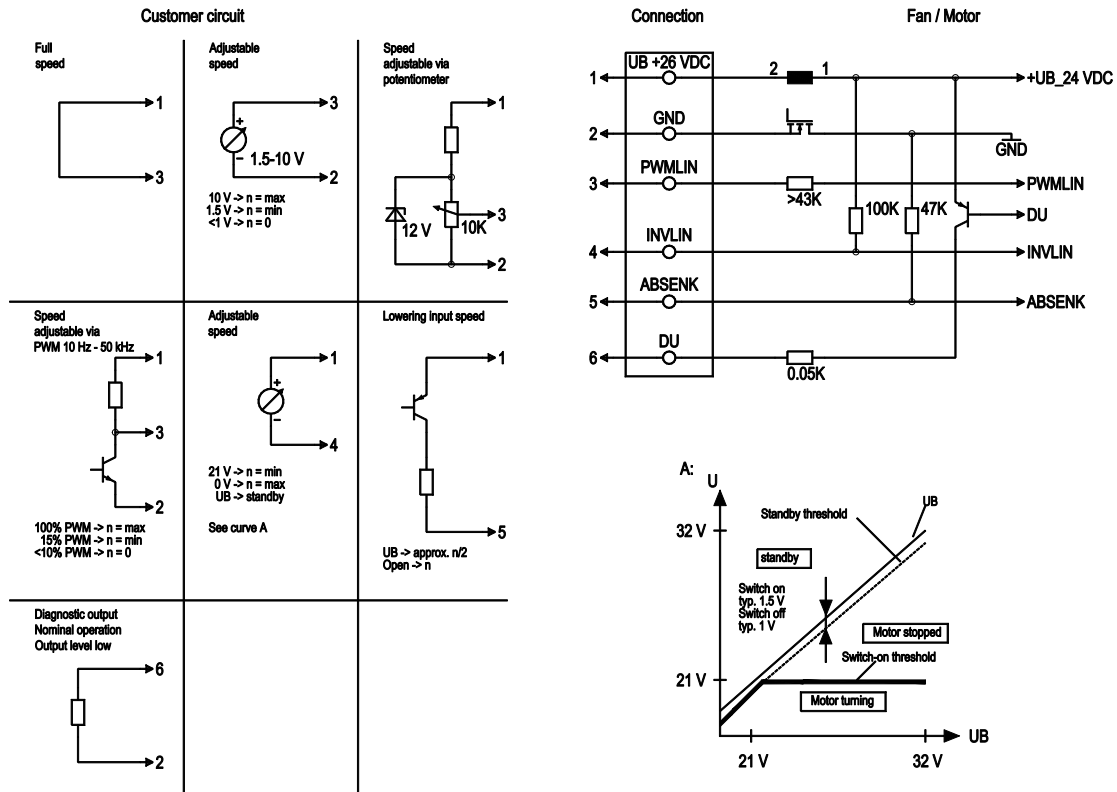 Customer circuit
Full
speed
1
3
Adjustable
speed
3
+
−
1.5-10 V
2
10 V -> n = max
1.5 V -> n = min
<1 V -> n = 0
Speed
adjustable via
potentiometer
1
12 V
3
10K
2
Speed
adjustable via
PWM 10 Hz - 50 kHz
1
3
2
100% PWM -> n = max
15% PWM -> n = min
<10% PWM -> n = 0
Adjustable
speed
1
+
−
4
21 V -> n = min
0 V -> n = max
UB -> standby
See curve A
Lowering input speed
1
5
UB -> approx. n/2
Open -> n
Diagnostic output
Nominal operation
Output level low
6
2
Connection
Fan / Motor
1
UB +26 VDC
2
1
+UB_24 VDC
2
GND
GND
3
PWMLIN
>43K
PWMLIN
100K
47K
DU
4
INVLIN
INVLIN
5
ABSENK
ABSENK
6
DU
0.05K
A:
U
32 V
Standby threshold
UB
standby
Switch on
typ. 1.5 V
Switch off
typ. 1 V
Motor stopped
Switch-on threshold
21 V
Motor turning
UB
21 V
32 V